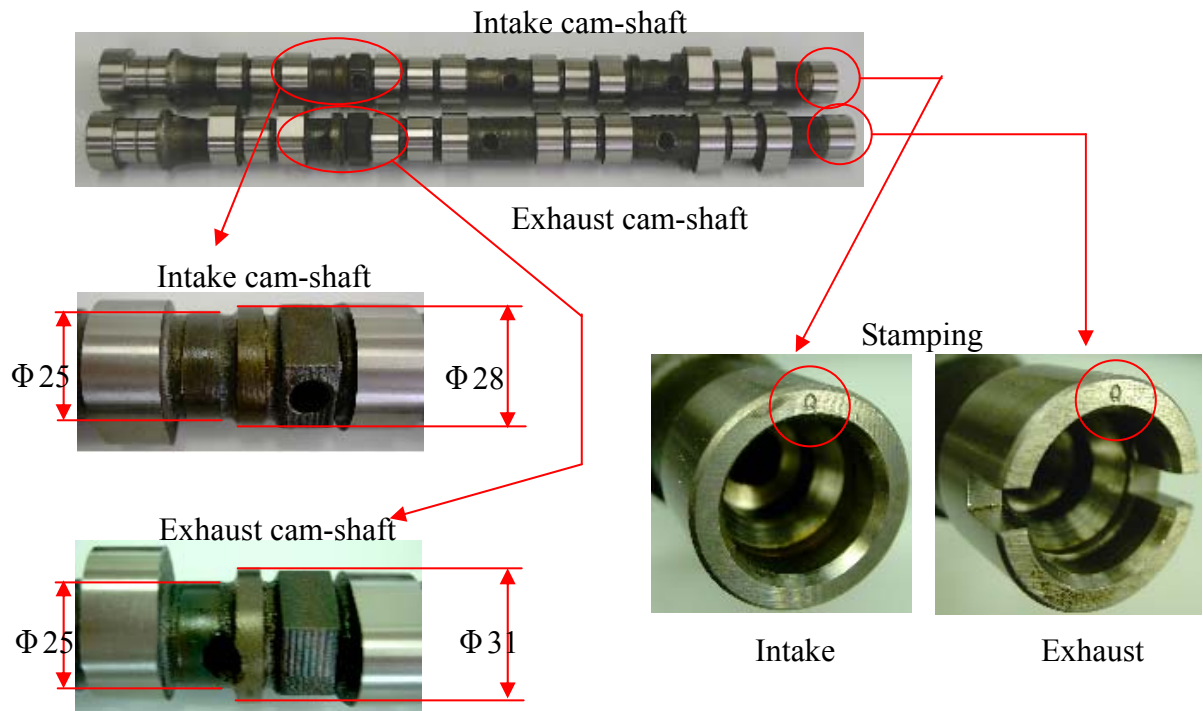 Intake cam-shaft
Exhaust cam-shaft
Intake cam-shaft
Φ25
Φ28
Exhaust cam-shaft
Φ25
Φ31
Stamping
Q
Q
Intake
Exhaust